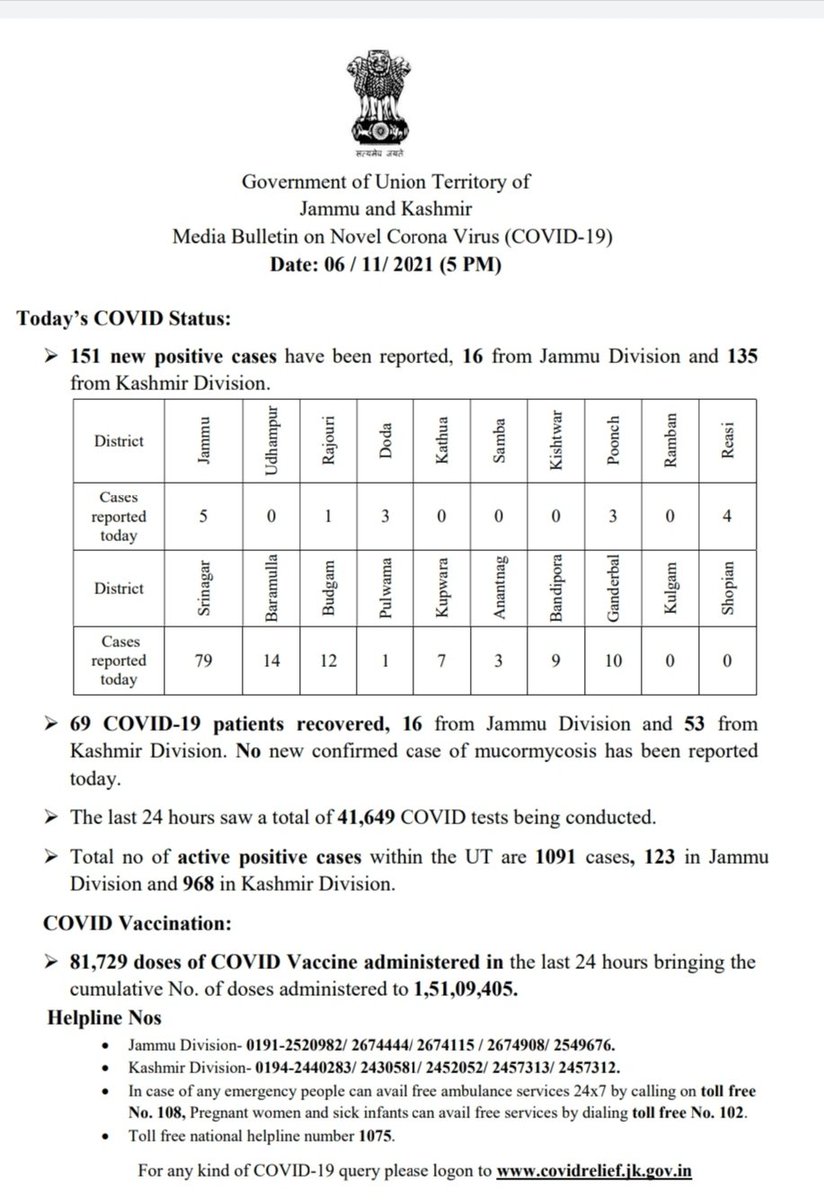 सत्यमेव जयते
Government of Union Territory of
Jammu and Kashmir
Media Bulletin on Novel Corona Virus (COVID-19)
Date: 06 / 11/ 2021 (5 PM)
Today’s COVID Status:
➢ 151 new positive cases have been reported, 16 from Jammu Division and 135
from Kashmir Division.
District Jammu Udhampur Rajouri Doda Kathua Samba Kishtwar Poonch Ramban Reasi
Cases
reported
today 5 0 1 3 0 0 0 3 0 4
District Srinagar Baramulla Budgam Pulwama Kupwara Anantnag Bandipora Ganderbal Kulgam Shopian
Cases
reported
today 79 14 12 1 7 3 9 10 0 0
➢ 69 COVID-19 patients recovered, 16 from Jammu Division and 53 from
Kashmir Division. No new confirmed case of mucormycosis has been reported
today.
➢ The last 24 hours saw a total of 41,649 COVID tests being conducted.
➢ Total no of active positive cases within the UT are 1091 cases, 123 in Jammu
Division and 968 in Kashmir Division.
COVID Vaccination:
➢ 81,729 doses of COVID Vaccine administered in the last 24 hours bringing the
cumulative No. of doses administered to 1,51,09,405.
Helpline Nos
• Jammu Division- 0191-2520982/ 2674444/ 2674115 / 2674908/ 2549676.
• Kashmir Division- 0194-2440283/ 2430581/ 2452052/ 2457313/ 2457312.
• In case of any emergency people can avail free ambulance services 24x7 by calling on toll free
No. 108, Pregnant women and sick infants can avail free services by dialing toll free No. 102.
• Toll free national helpline number 1075.
For any kind of COVID-19 query please logon to www.covidrelief.jk.gov.in